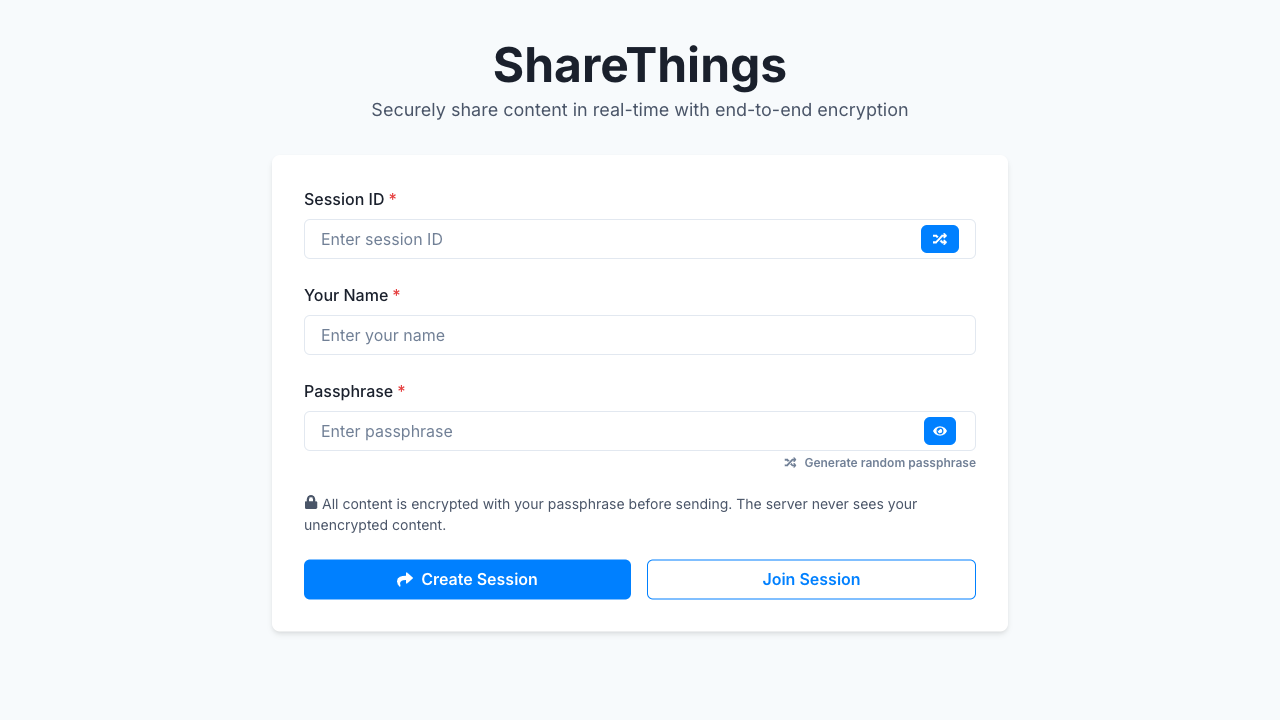 ShareThings
Securely share content in real-time with end-to-end encryption
Session ID *
Enter session ID
Your Name *
Enter your name
Passphrase *
Enter passphrase
Generate random passphrase
All content is encrypted with your passphrase before sending. The server never sees your
unencrypted content.
Create Session
Join Session